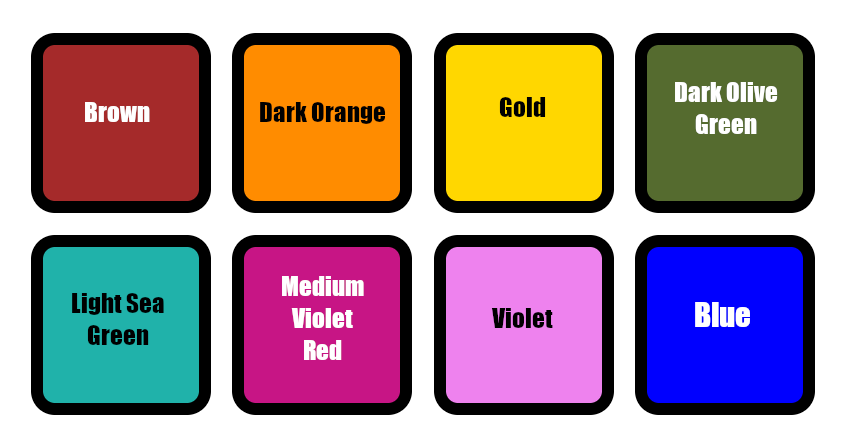 Brown
Dark Orange
Gold
Dark Olive
Green
Light Sea
Green
Medium
Violet
Red
Violet
Blue